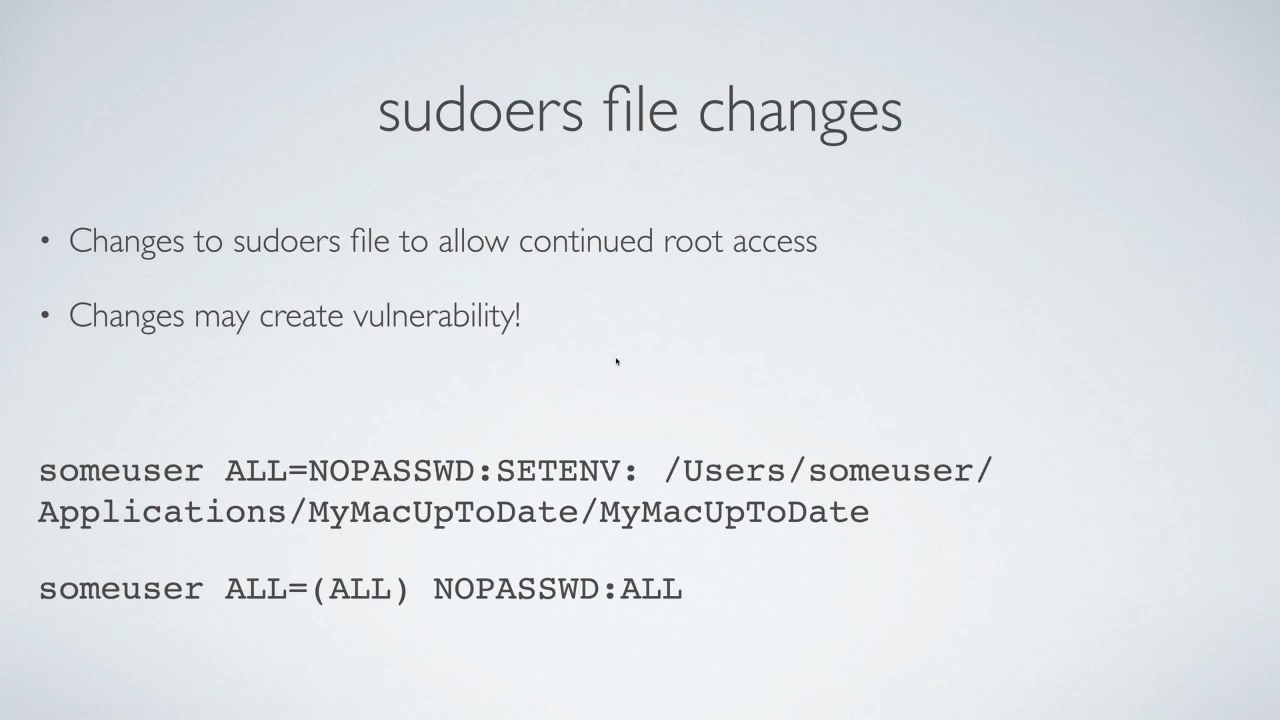 sudoers file changes
• Changes to sudoers file to allow continued root access
• Changes may create vulnerability!
someuser ALL=NOPASSWD:SETENV: /Users/someuser/
Applications/MyMacUpToDate/MyMacUpToDate
someuser ALL=(ALL) NOPASSWD:ALL